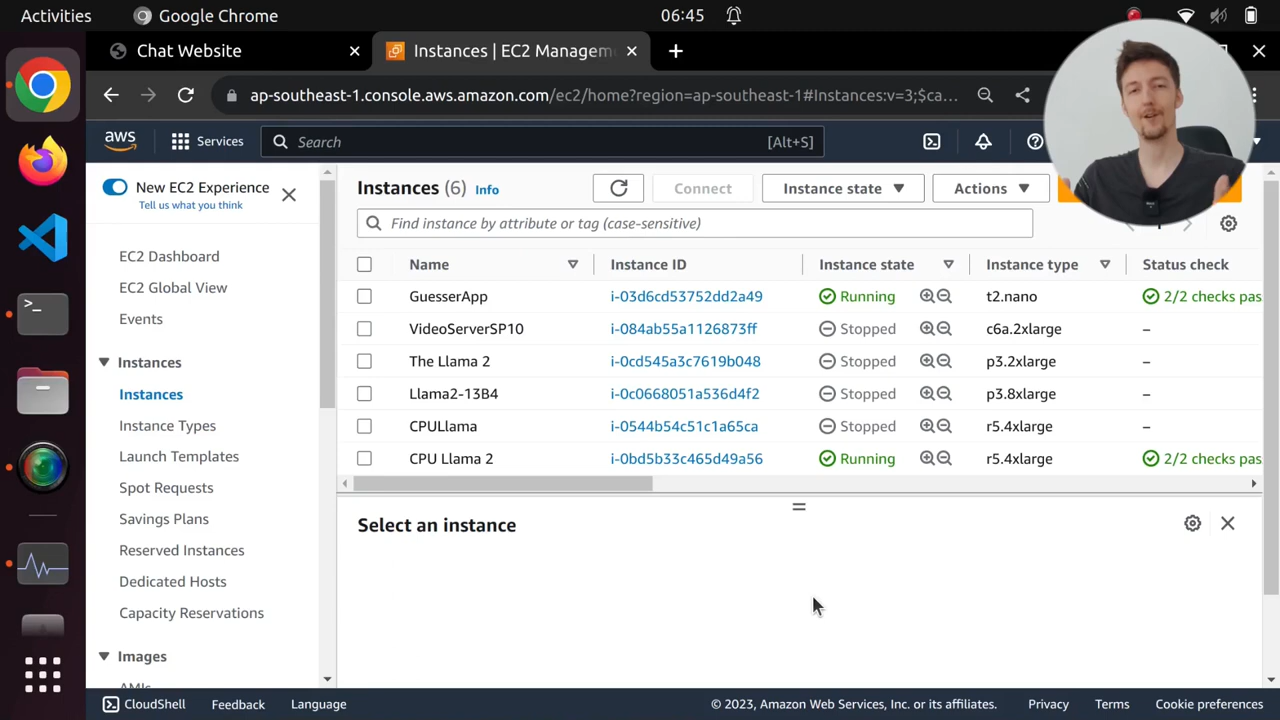 Activities
Google Chrome
06:45
Chat Website
Instances | EC2 Managem
ap-southeast-1.console.aws.amazon.com/ec2/home?region=ap-southeast-1#Instances:v=3;$ca...
aws
Services
Search
[Alt+S]
New EC2 Experience
Tell us what you think
EC2 Dashboard
EC2 Global View
Events
Instances
Instances
Instance Types
Launch Templates
Spot Requests
Savings Plans
Reserved Instances
Dedicated Hosts
Capacity Reservations
Images
Instances (6) Info
Connect
Instance state
Actions
Find instance by attribute or tag (case-sensitive)
Name Instance ID Instance state Instance type Status check
GuesserApp i-03d6cd53752dd2a49 Running t2.nano 2/2 checks pas
VideoServerSP10 i-084ab55a1126873ff Stopped c6a.2xlarge –
The Llama 2 i-0cd545a3c7619b048 Stopped p3.2xlarge –
Llama2-13B4 i-0c0668051a536d4f2 Stopped p3.8xlarge –
CPULlama i-0544b54c51c1a65ca Stopped r5.4xlarge –
CPU Llama 2 i-0bd5b33c465d49a56 Running r5.4xlarge 2/2 checks pas
Select an instance
CloudShell
Feedback
Language
© 2023, Amazon Web Services, Inc. or its affiliates.
Privacy
Terms
Cookie preferences